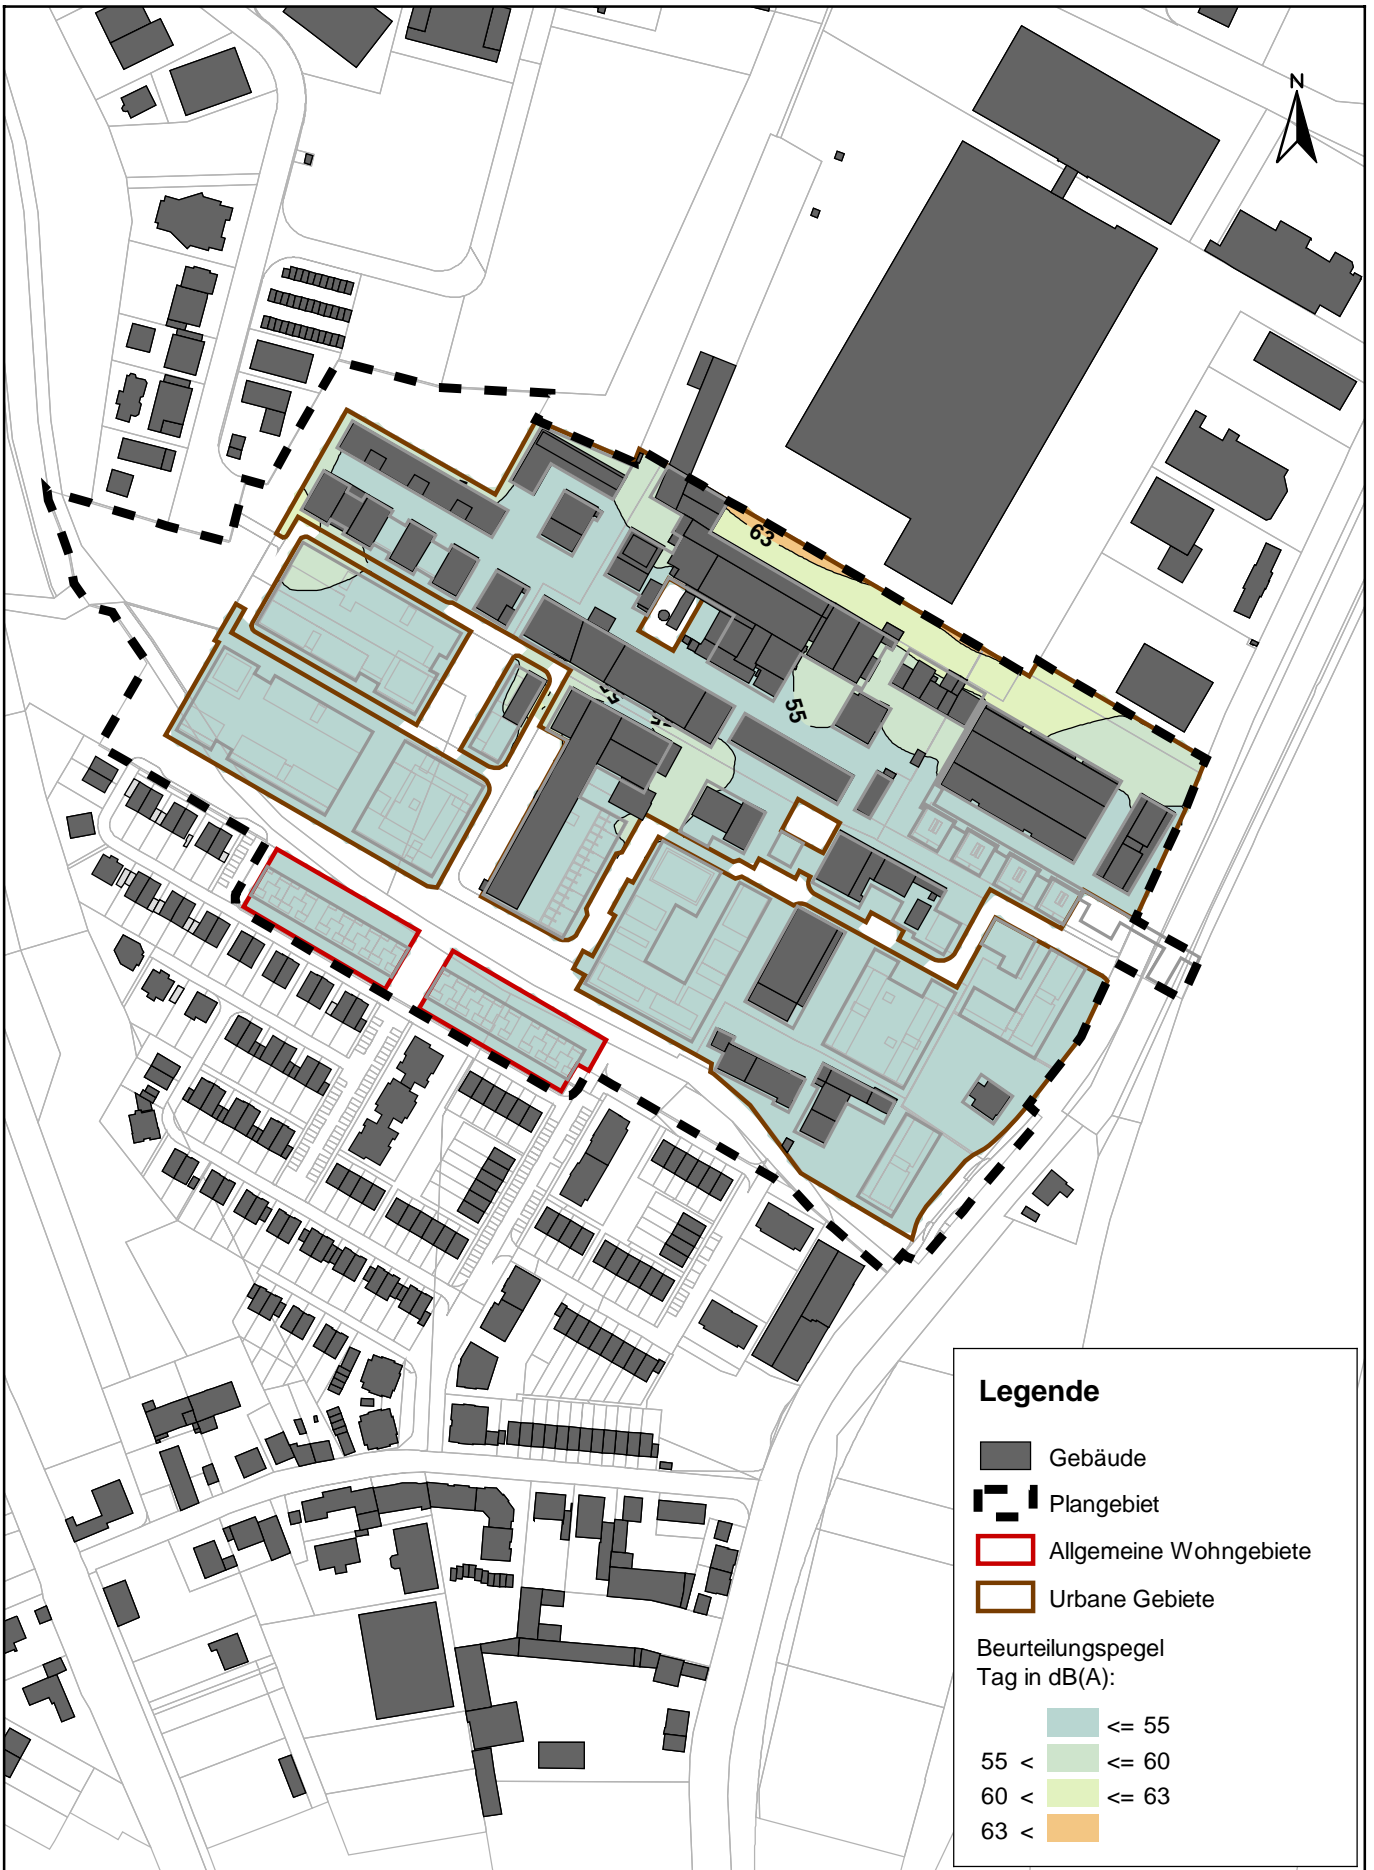 N
63
55
Legende
Gebäude
Plangebiet
Allgemeine Wohngebiete
Urbane Gebiete
Beurteilungspegel
Tag in dB(A):
<= 55
55 < <= 60
60 < <= 63
63 <